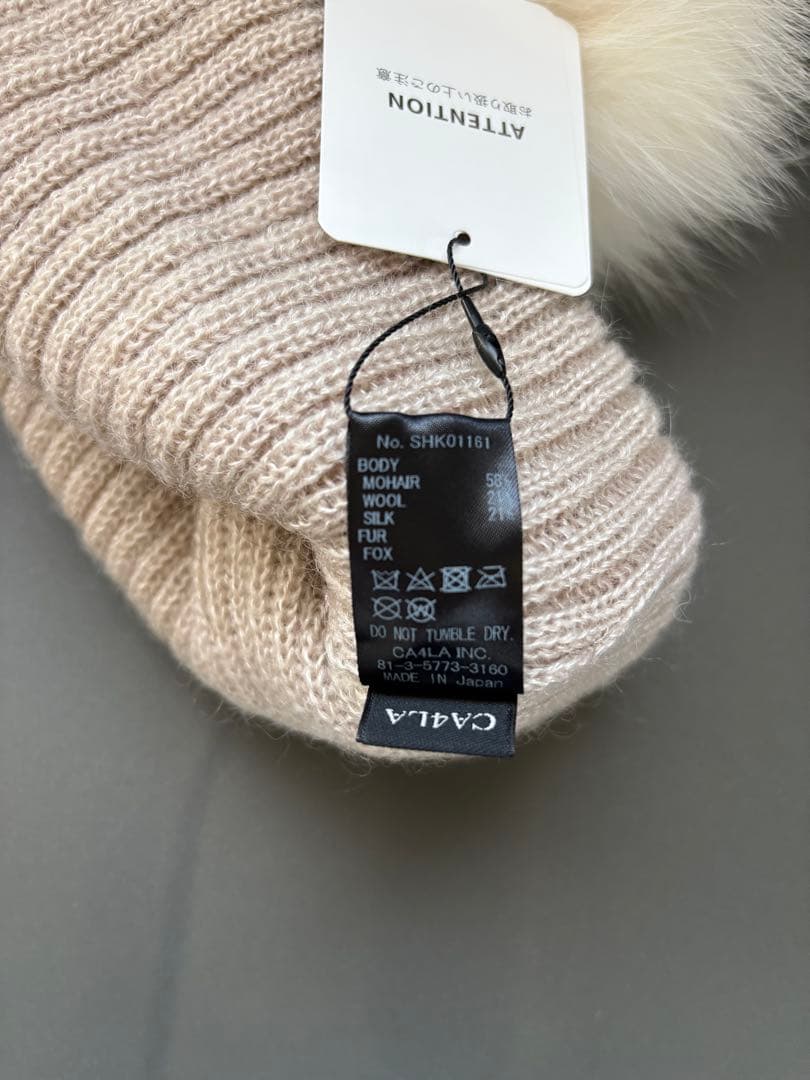 ATTENTION
お取り扱い上のご注意
No. SHK01161
BODY
MOHAIR 58%
WOOL 21%
SILK 21%
FUR
FOX
DO NOT TUMBLE DRY.
CA4LA INC.
81-3-5773-3160
MADE IN Japan
CA4LA